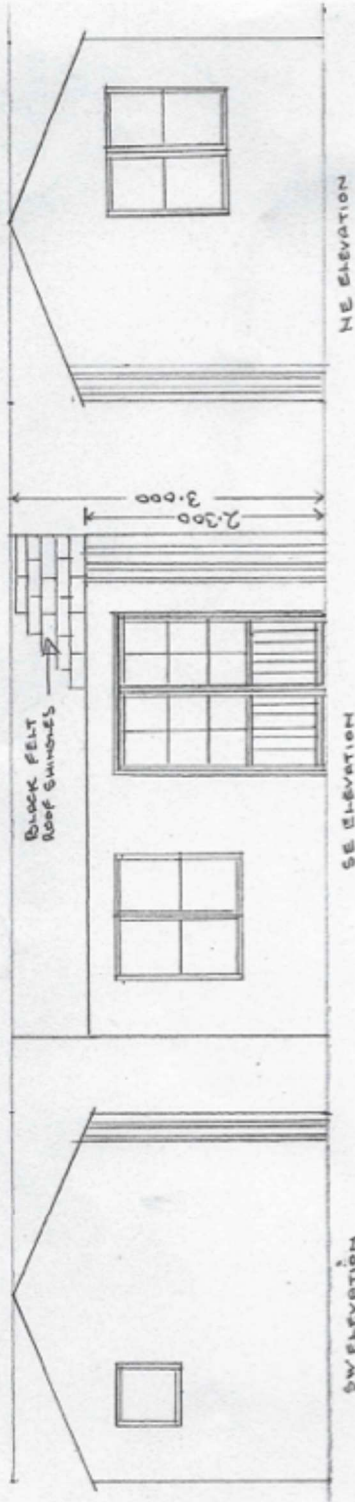 SW ELEVATION
BLACK FELT
ROOF SHINGLES
SE ELEVATION
2.300
3.000
NE ELEVATION